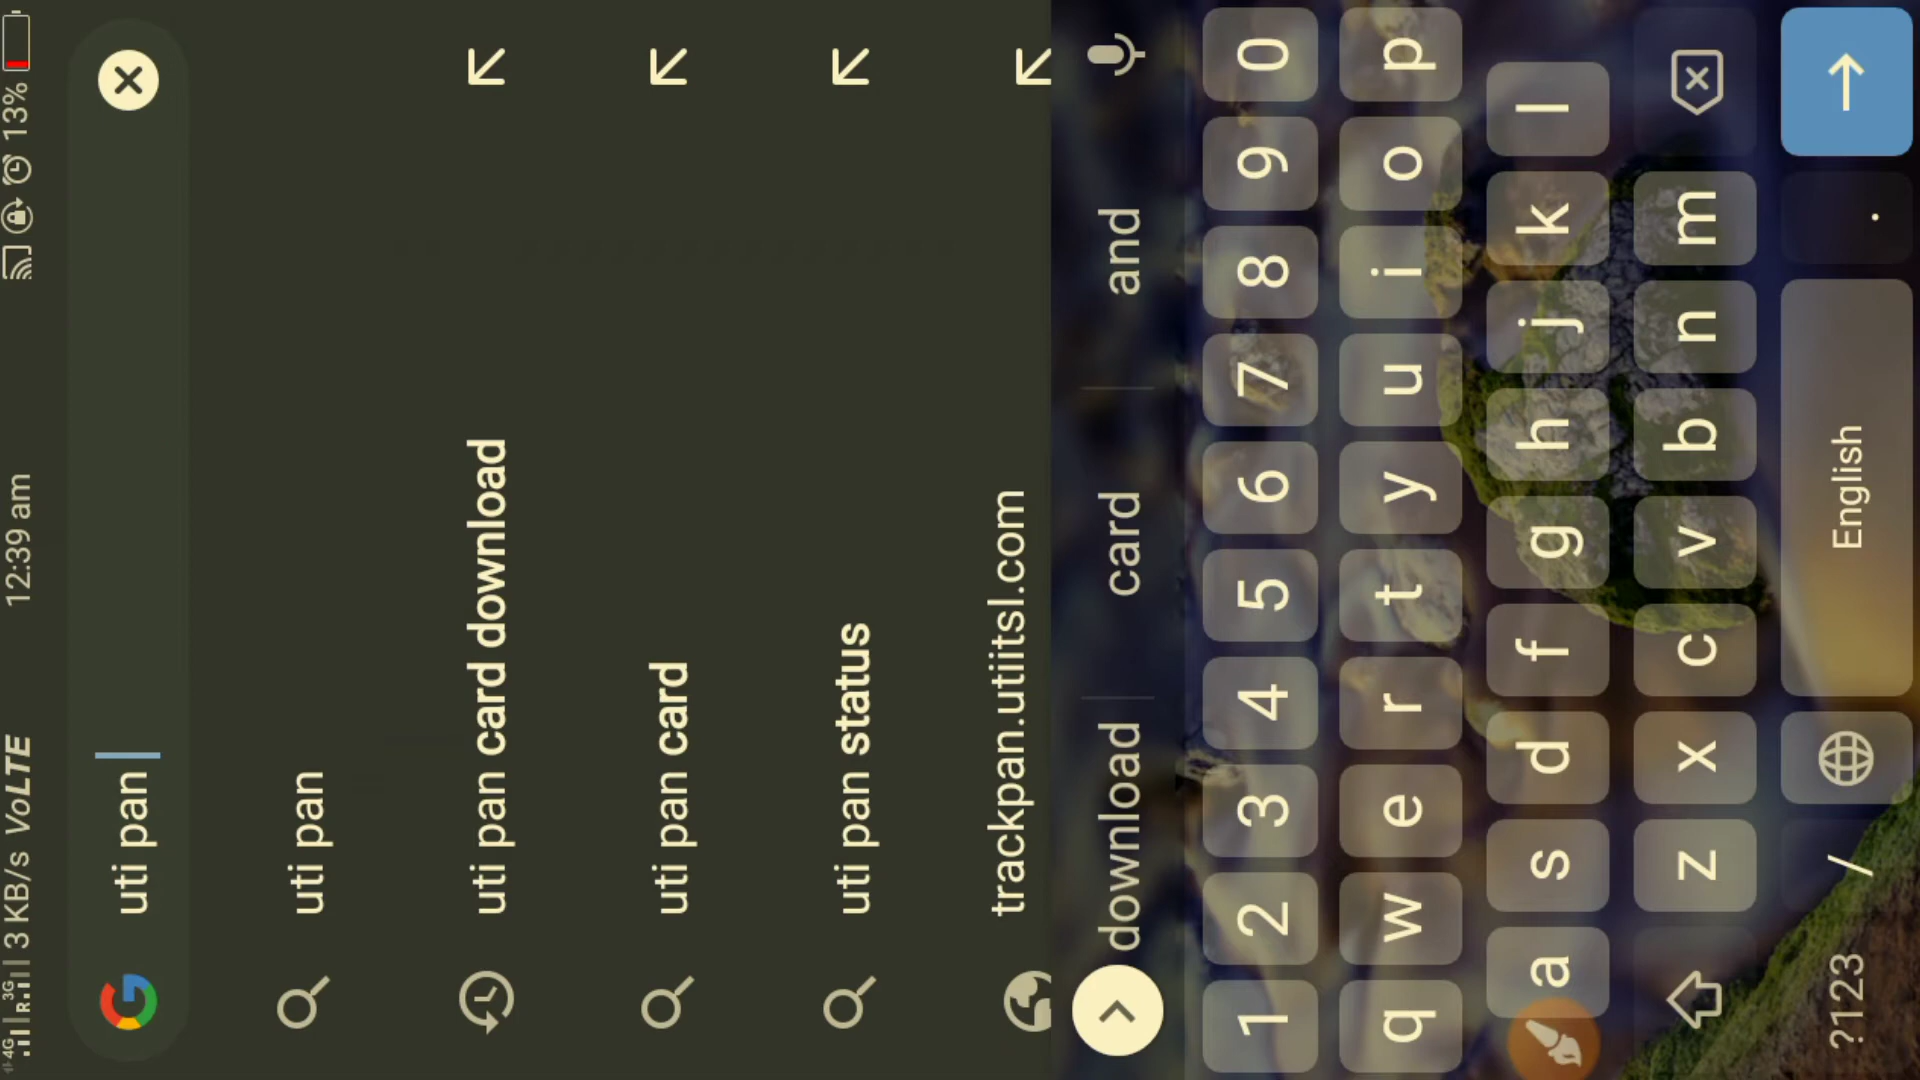 4G 3G R 3 KB/s VoLTE 12:39 am 13%
uti pan
uti pan
uti pan card download
uti pan card
uti pan status
trackpan.utiitsl.com
download card and
1 2 3 4 5 6 7 8 9 0
q w e r t y u i o p
a s d f g h j k l
z x c v b n m
?123 / English .